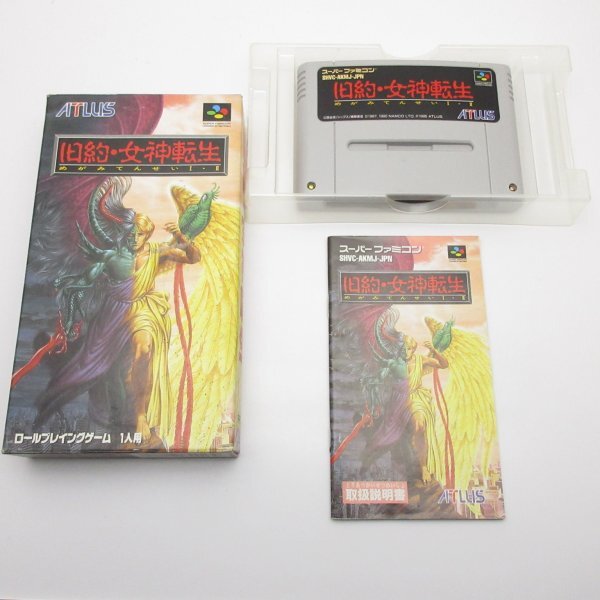 ATLUS
旧約・女神転生
めがみてんせいⅠ・Ⅱ
ロールプレイングゲーム 1人用
スーパーファミコン
SHVC-AKMJ-JPN
旧約・女神転生
めがみてんせいⅠ・Ⅱ
ATLUS
スーパーファミコン
SHVC-AKMJ-JPN
旧約・女神転生
めがみてんせいⅠ・Ⅱ
取扱説明書
ATLUS